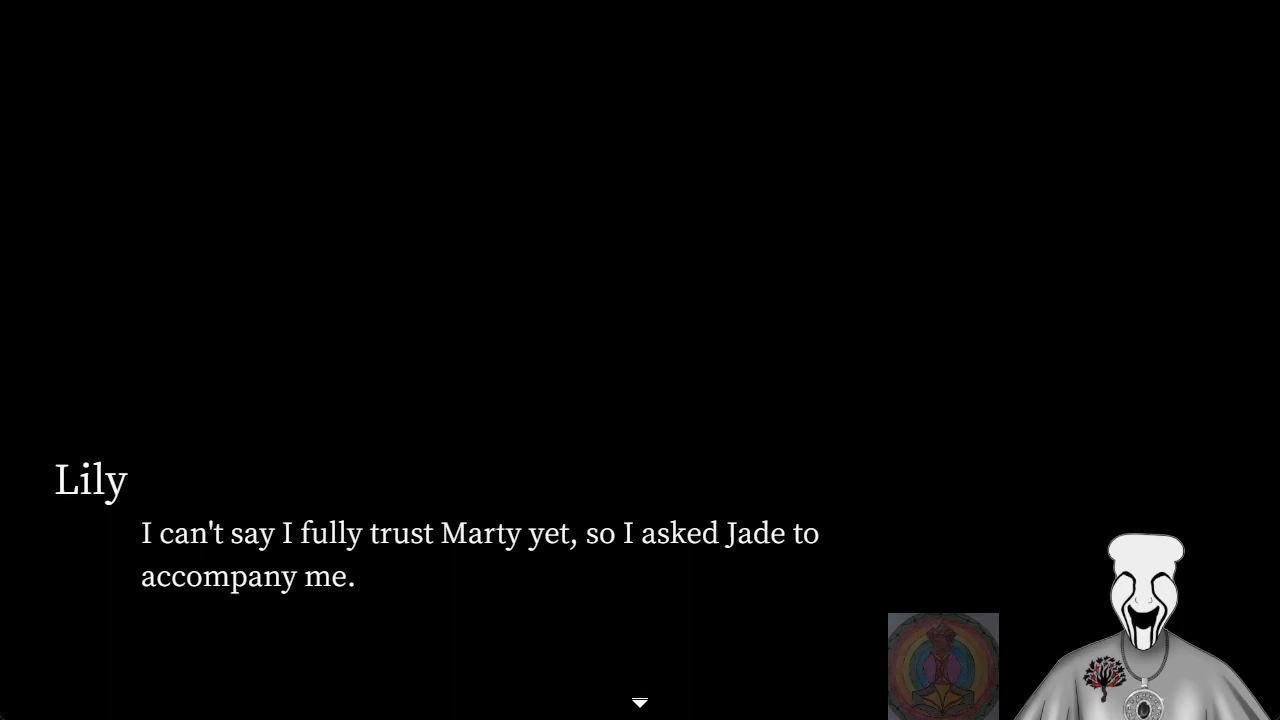 Lily
I can't say I fully trust Marty yet, so I asked Jade to
accompany me.